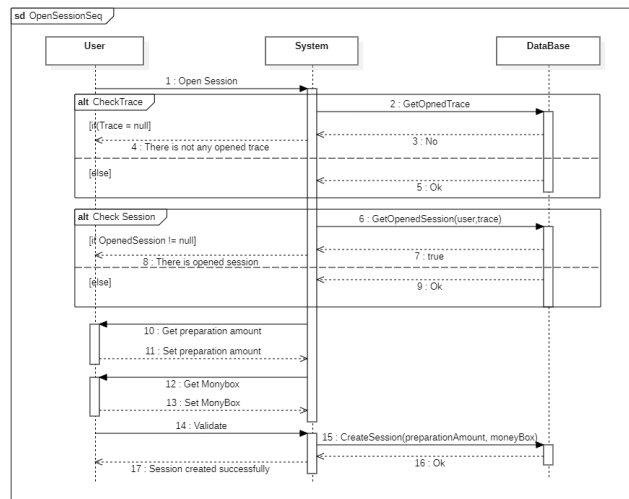 sd OpenSessionSeq
User
System
DataBase
1 : Open Session
alt CheckTrace
2 : GetOpnedTrace
[if(Trace = null]
3 : No
4 : There is not any opened trace
[else]
5 : Ok
alt Check Session
6 : GetOpenedSession(user,trace)
[if OpenedSession != null]
7 : true
8 : There is opened session
[else]
9 : Ok
10 : Get preparation amount
11 : Set preparation amount
12 : Get Monybox
13 : Set MonyBox
14 : Validate
15 : CreateSession(preparationAmount, moneyBox)
16 : Ok
17 : Session created successfully